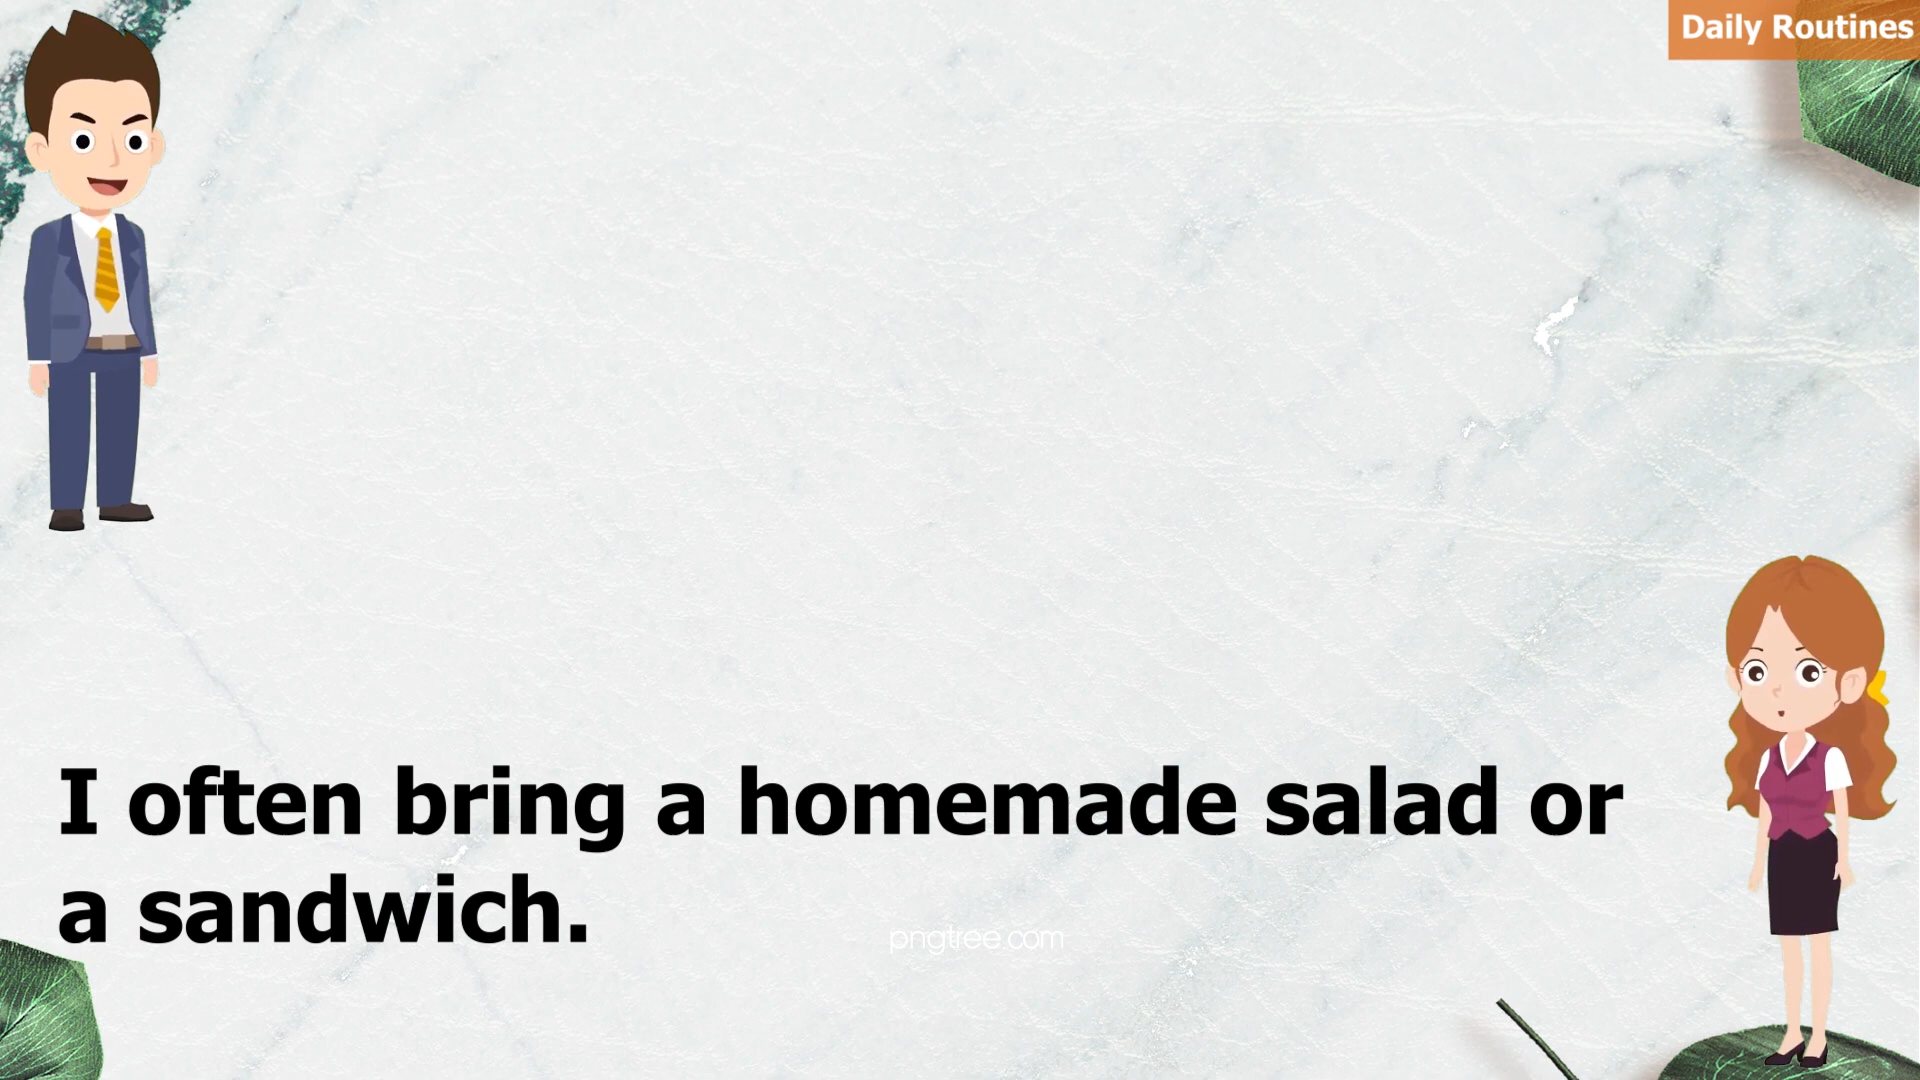 Daily Routines
I often bring a homemade salad or
a sandwich.
pngtree.com